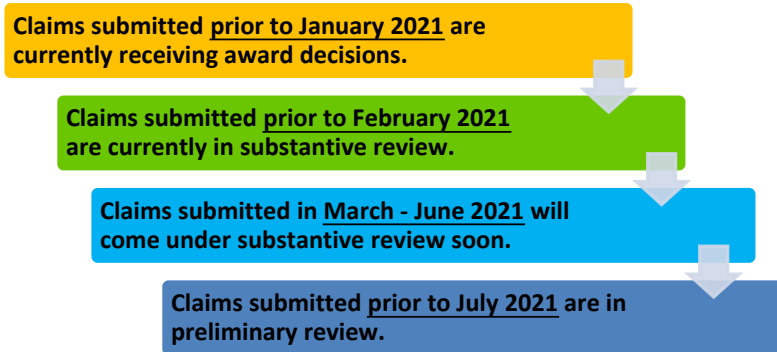 Claims submitted prior to January 2021 are
currently receiving award decisions.
Claims submitted prior to February 2021
are currently in substantive review.
Claims submitted in March - June 2021 will
come under substantive review soon.
Claims submitted prior to July 2021 are in
preliminary review.